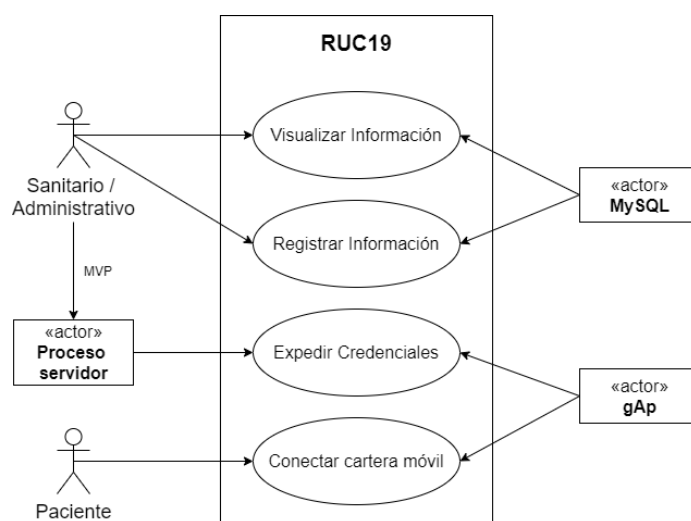 RUC19
Visualizar Información
Sanitario /
Administrativo
«actor»
MySQL
Registrar Información
MVP
«actor»
Proceso
servidor
Expedir Credenciales
«actor»
gAp
Conectar cartera móvil
Paciente